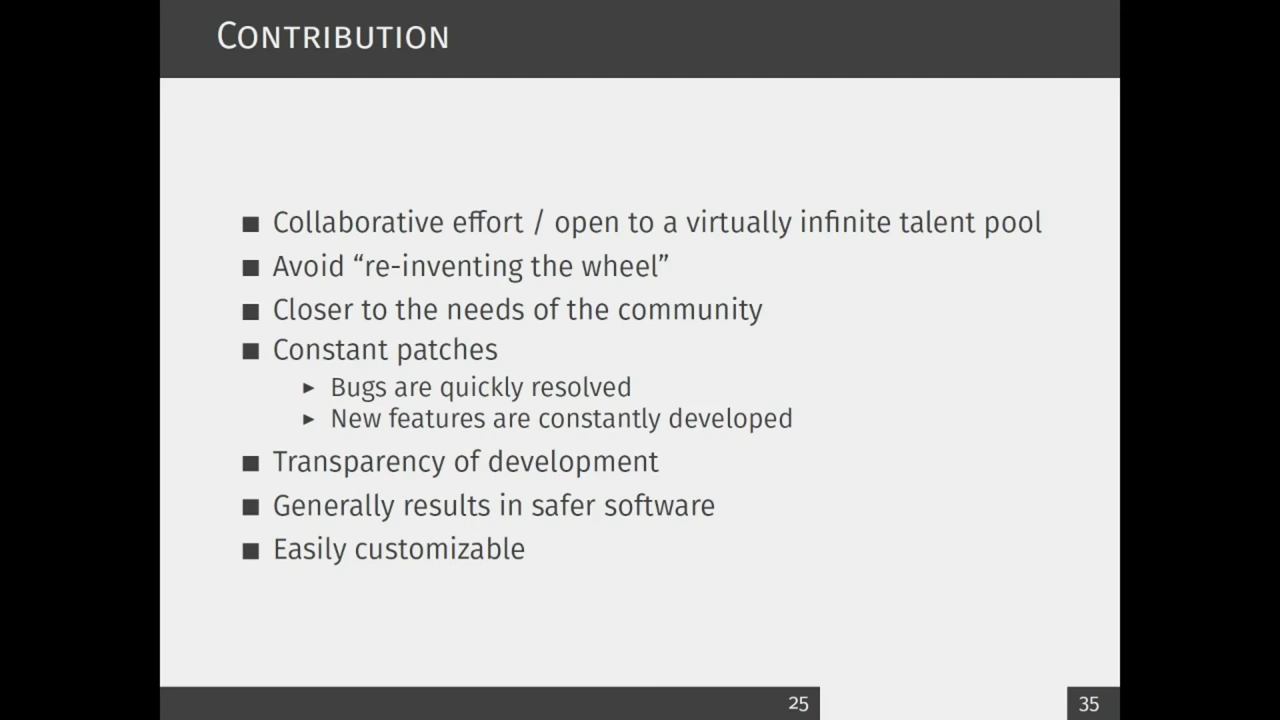 Contribution
■ Collaborative effort / open to a virtually infinite talent pool
■ Avoid “re-inventing the wheel”
■ Closer to the needs of the community
■ Constant patches
▶ Bugs are quickly resolved
▶ New features are constantly developed
■ Transparency of development
■ Generally results in safer software
■ Easily customizable
25
35